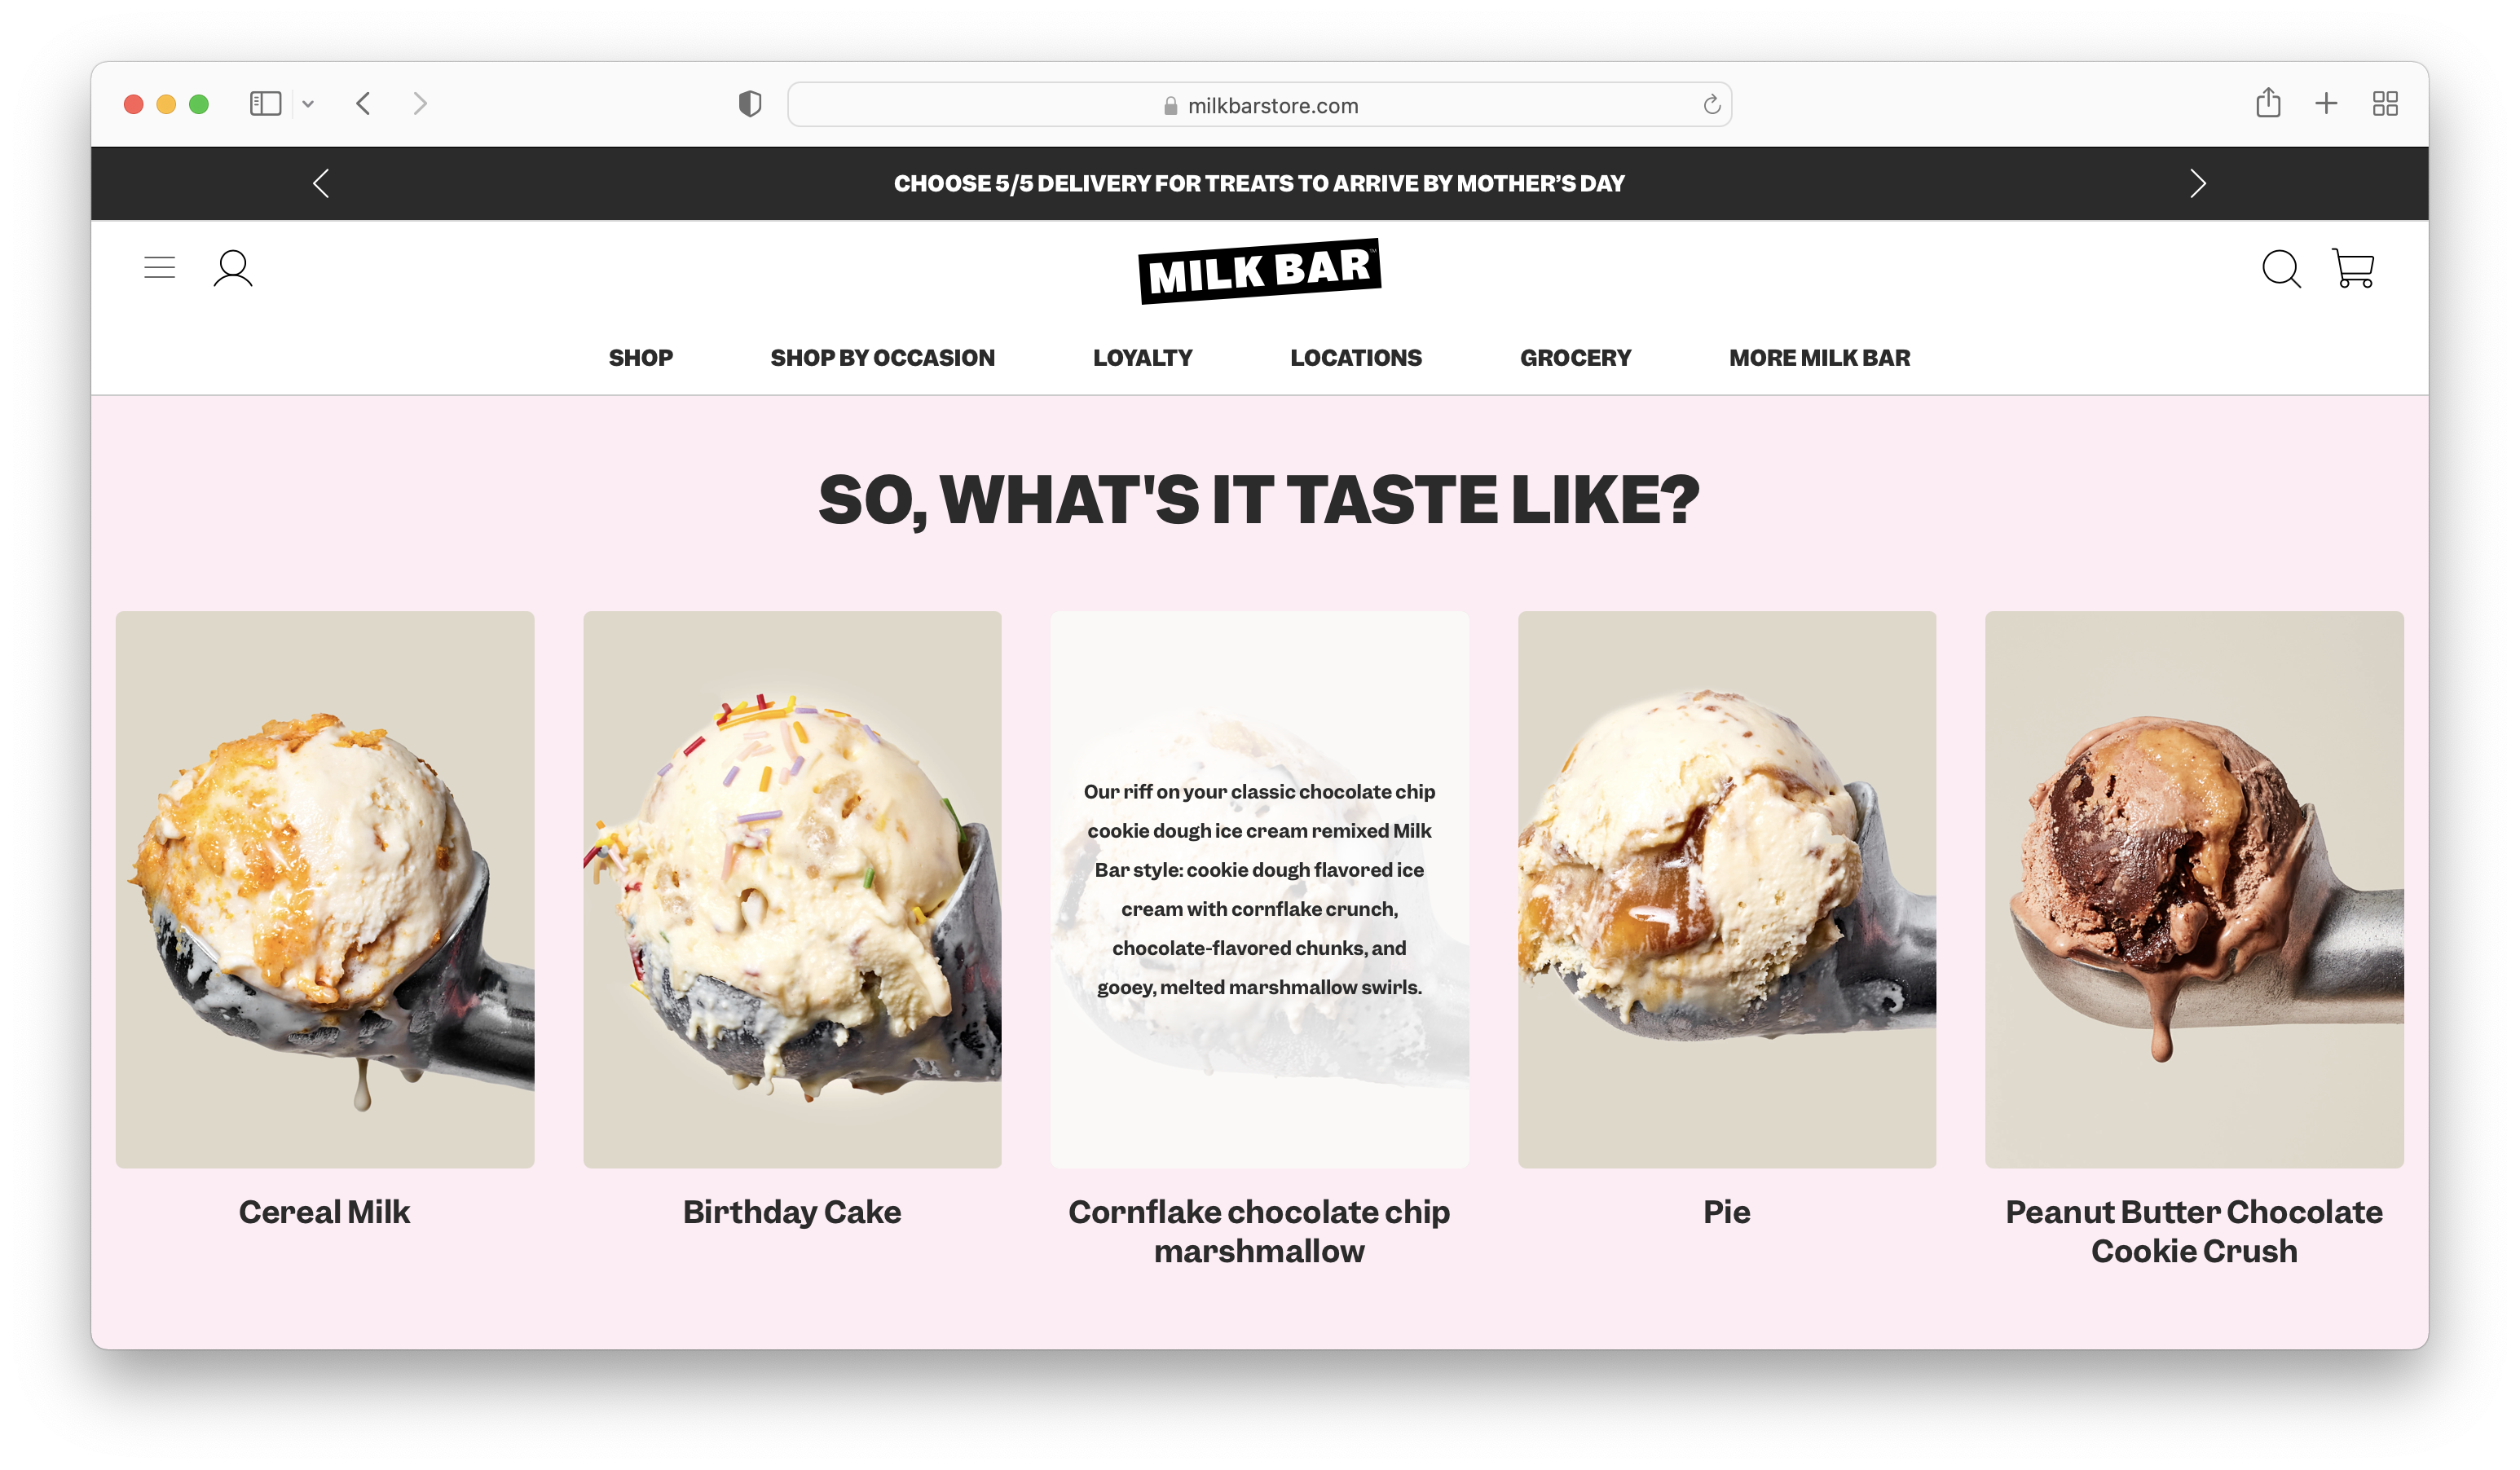 milkbarstore.com
CHOOSE 5/5 DELIVERY FOR TREATS TO ARRIVE BY MOTHER’S DAY
MILK BAR™
SHOP SHOP BY OCCASION LOYALTY LOCATIONS GROCERY MORE MILK BAR
SO, WHAT'S IT TASTE LIKE?
Our riff on your classic chocolate chip
cookie dough ice cream remixed Milk
Bar style: cookie dough flavored ice
cream with cornflake crunch,
chocolate-flavored chunks, and
gooey, melted marshmallow swirls.
Cereal Milk
Birthday Cake
Cornflake chocolate chip
marshmallow
Pie
Peanut Butter Chocolate
Cookie Crush